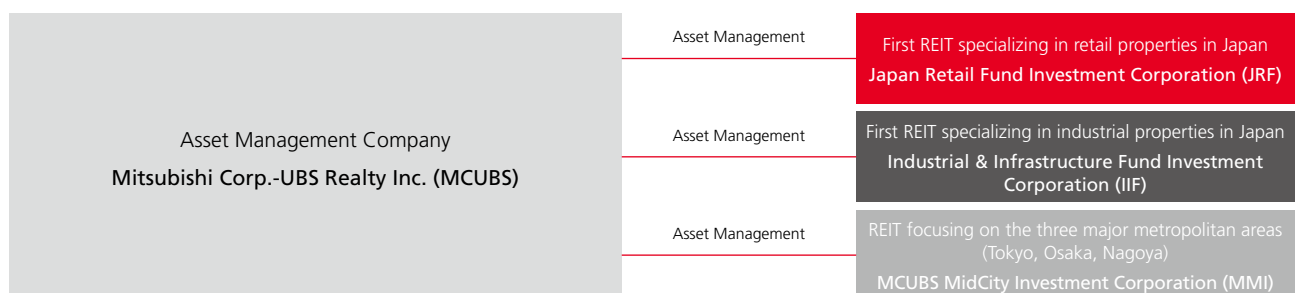 Asset Management Company
Mitsubishi Corp.-UBS Realty Inc. (MCUBS)
Asset Management
First REIT specializing in retail properties in Japan
Japan Retail Fund Investment Corporation (JRF)
Asset Management
First REIT specializing in industrial properties in Japan
Industrial & Infrastructure Fund Investment
Corporation (IIF)
Asset Management
REIT focusing on the three major metropolitan areas
(Tokyo, Osaka, Nagoya)
MCUBS MidCity Investment Corporation (MMI)